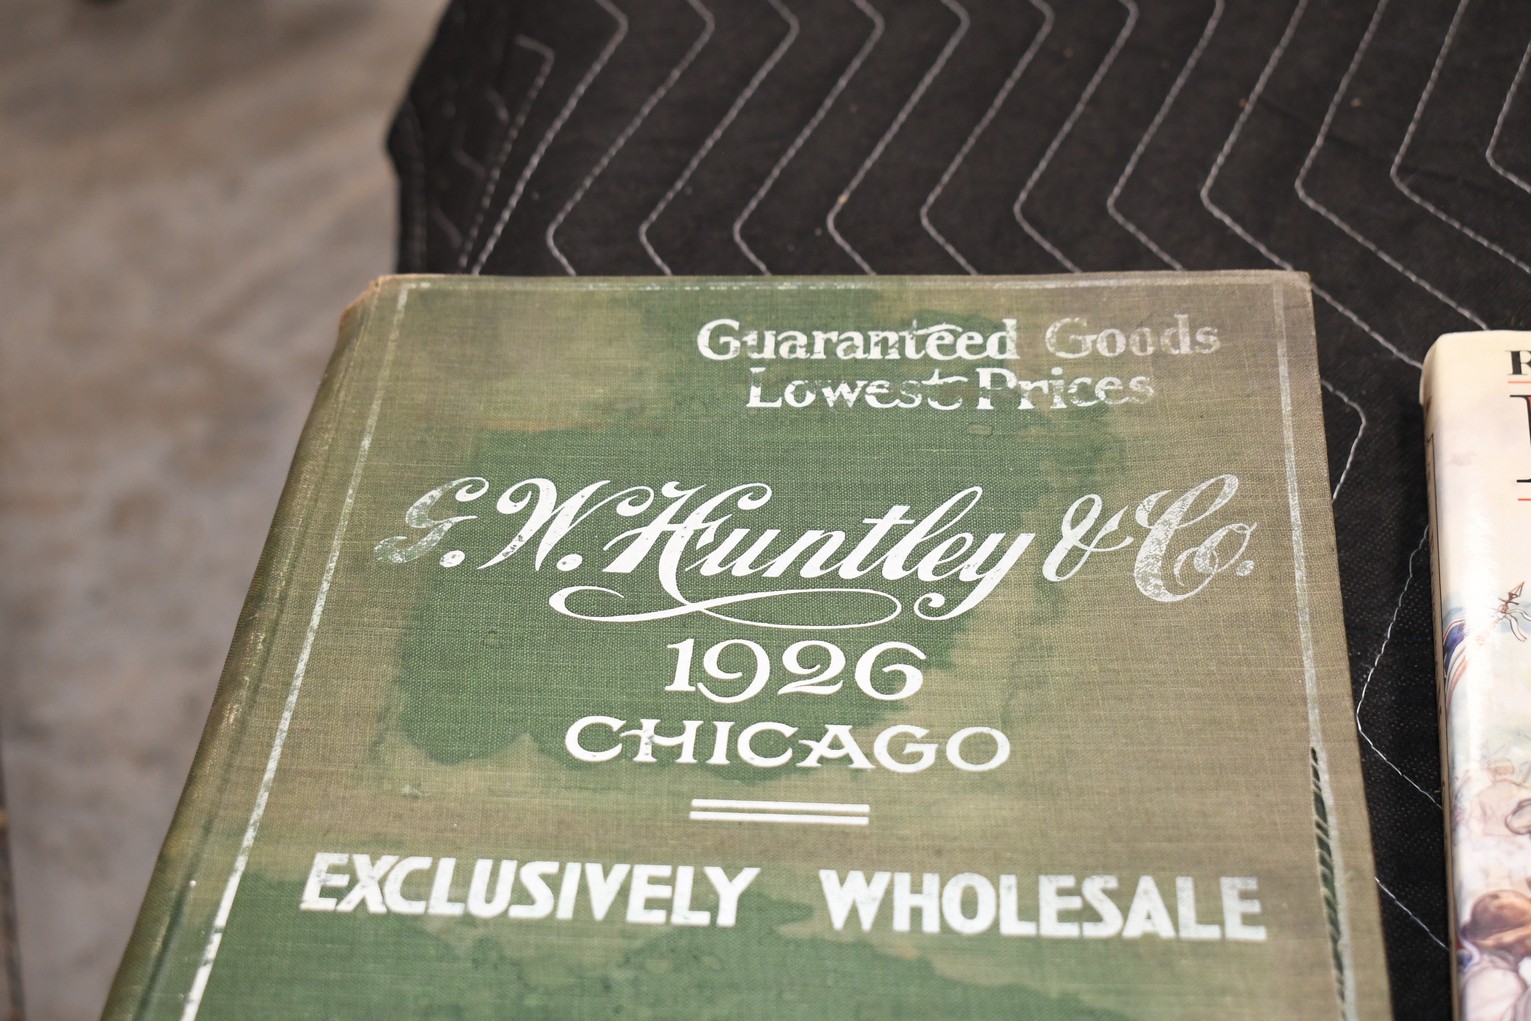 Guaranteed Goods
Lowest Prices
G. W. Huntley & Co.
1926
CHICAGO
EXCLUSIVELY WHOLESALE